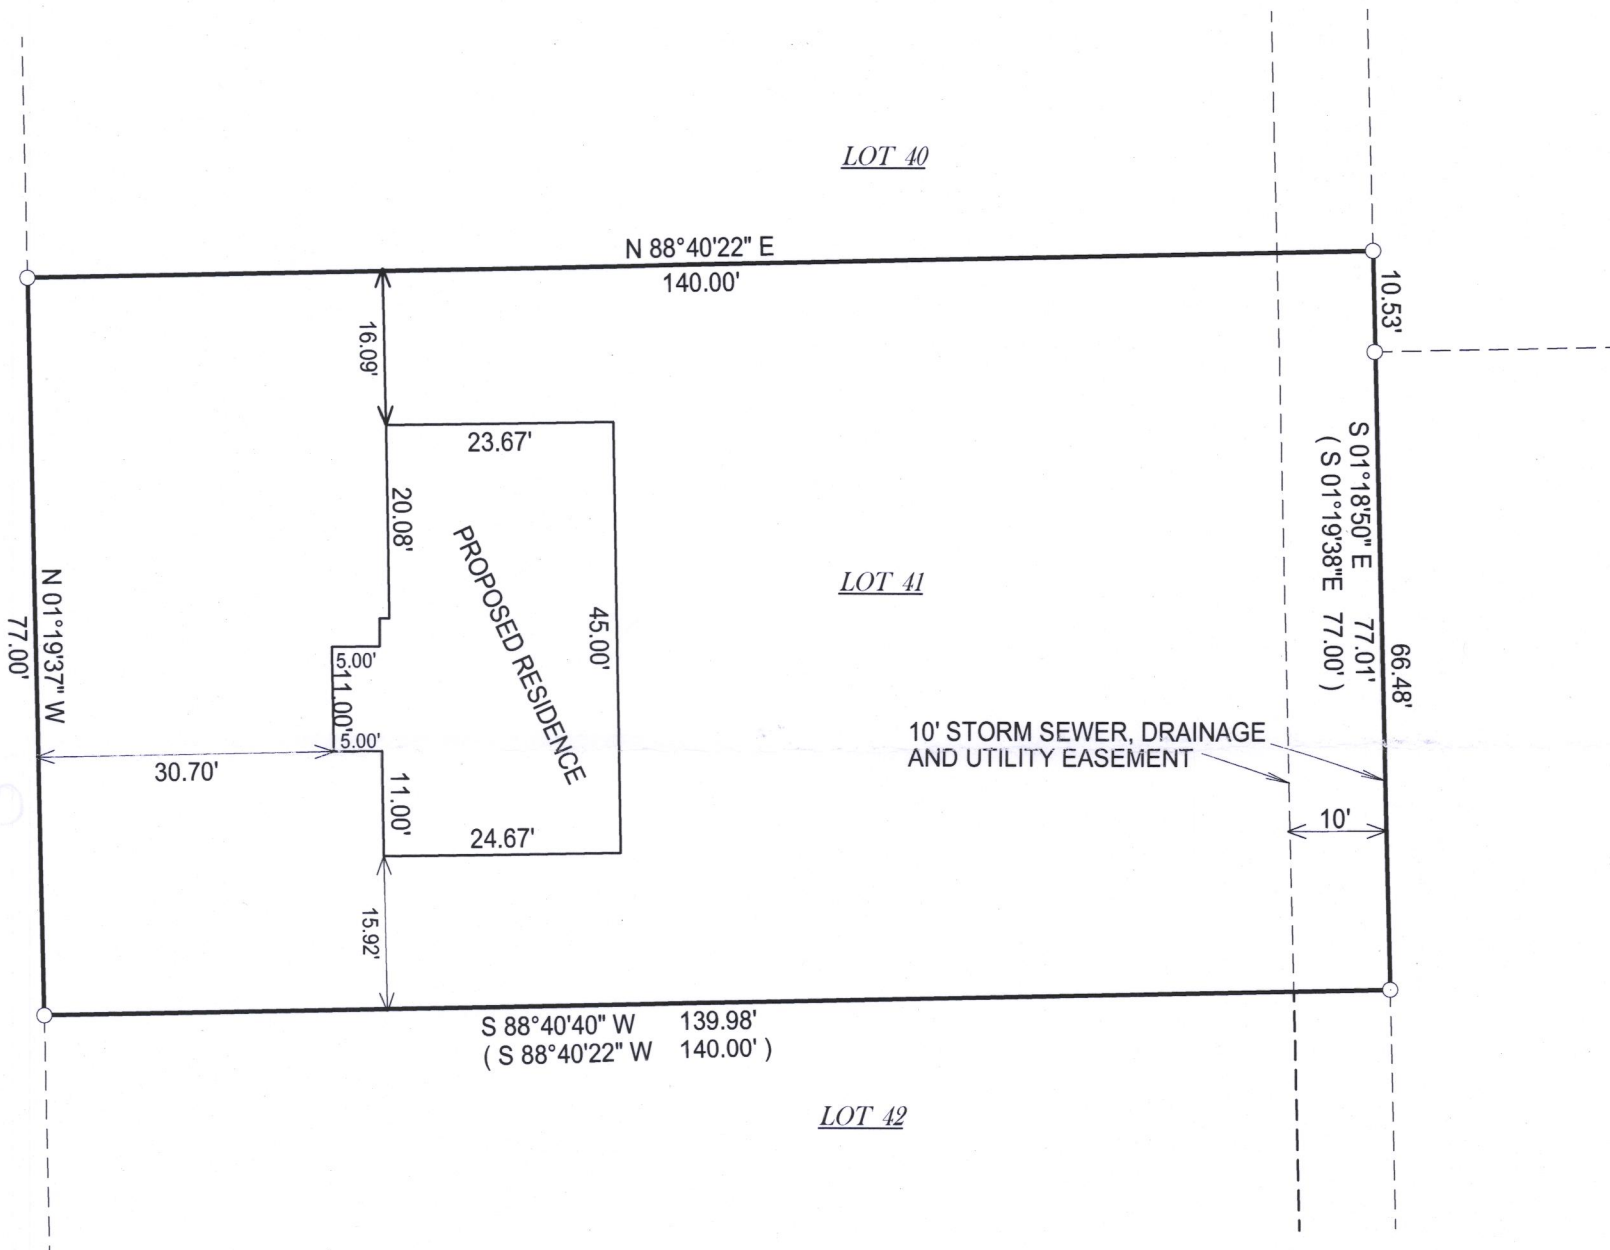 LOT 40
N 88°40'22" E
140.00'
10.53'
16.09'
23.67'
20.08'
PROPOSED RESIDENCE
45.00'
LOT 41
S 01°18'50" E 77.01'
( S 01°19'38"E 77.00' )
66.48'
N 01°19'37" W
77.00'
5.00'
11.00'
5.00'
30.70'
11.00'
24.67'
15.92'
10' STORM SEWER, DRAINAGE
AND UTILITY EASEMENT
10'
S 88°40'40" W 139.98'
( S 88°40'22" W 140.00' )
LOT 42